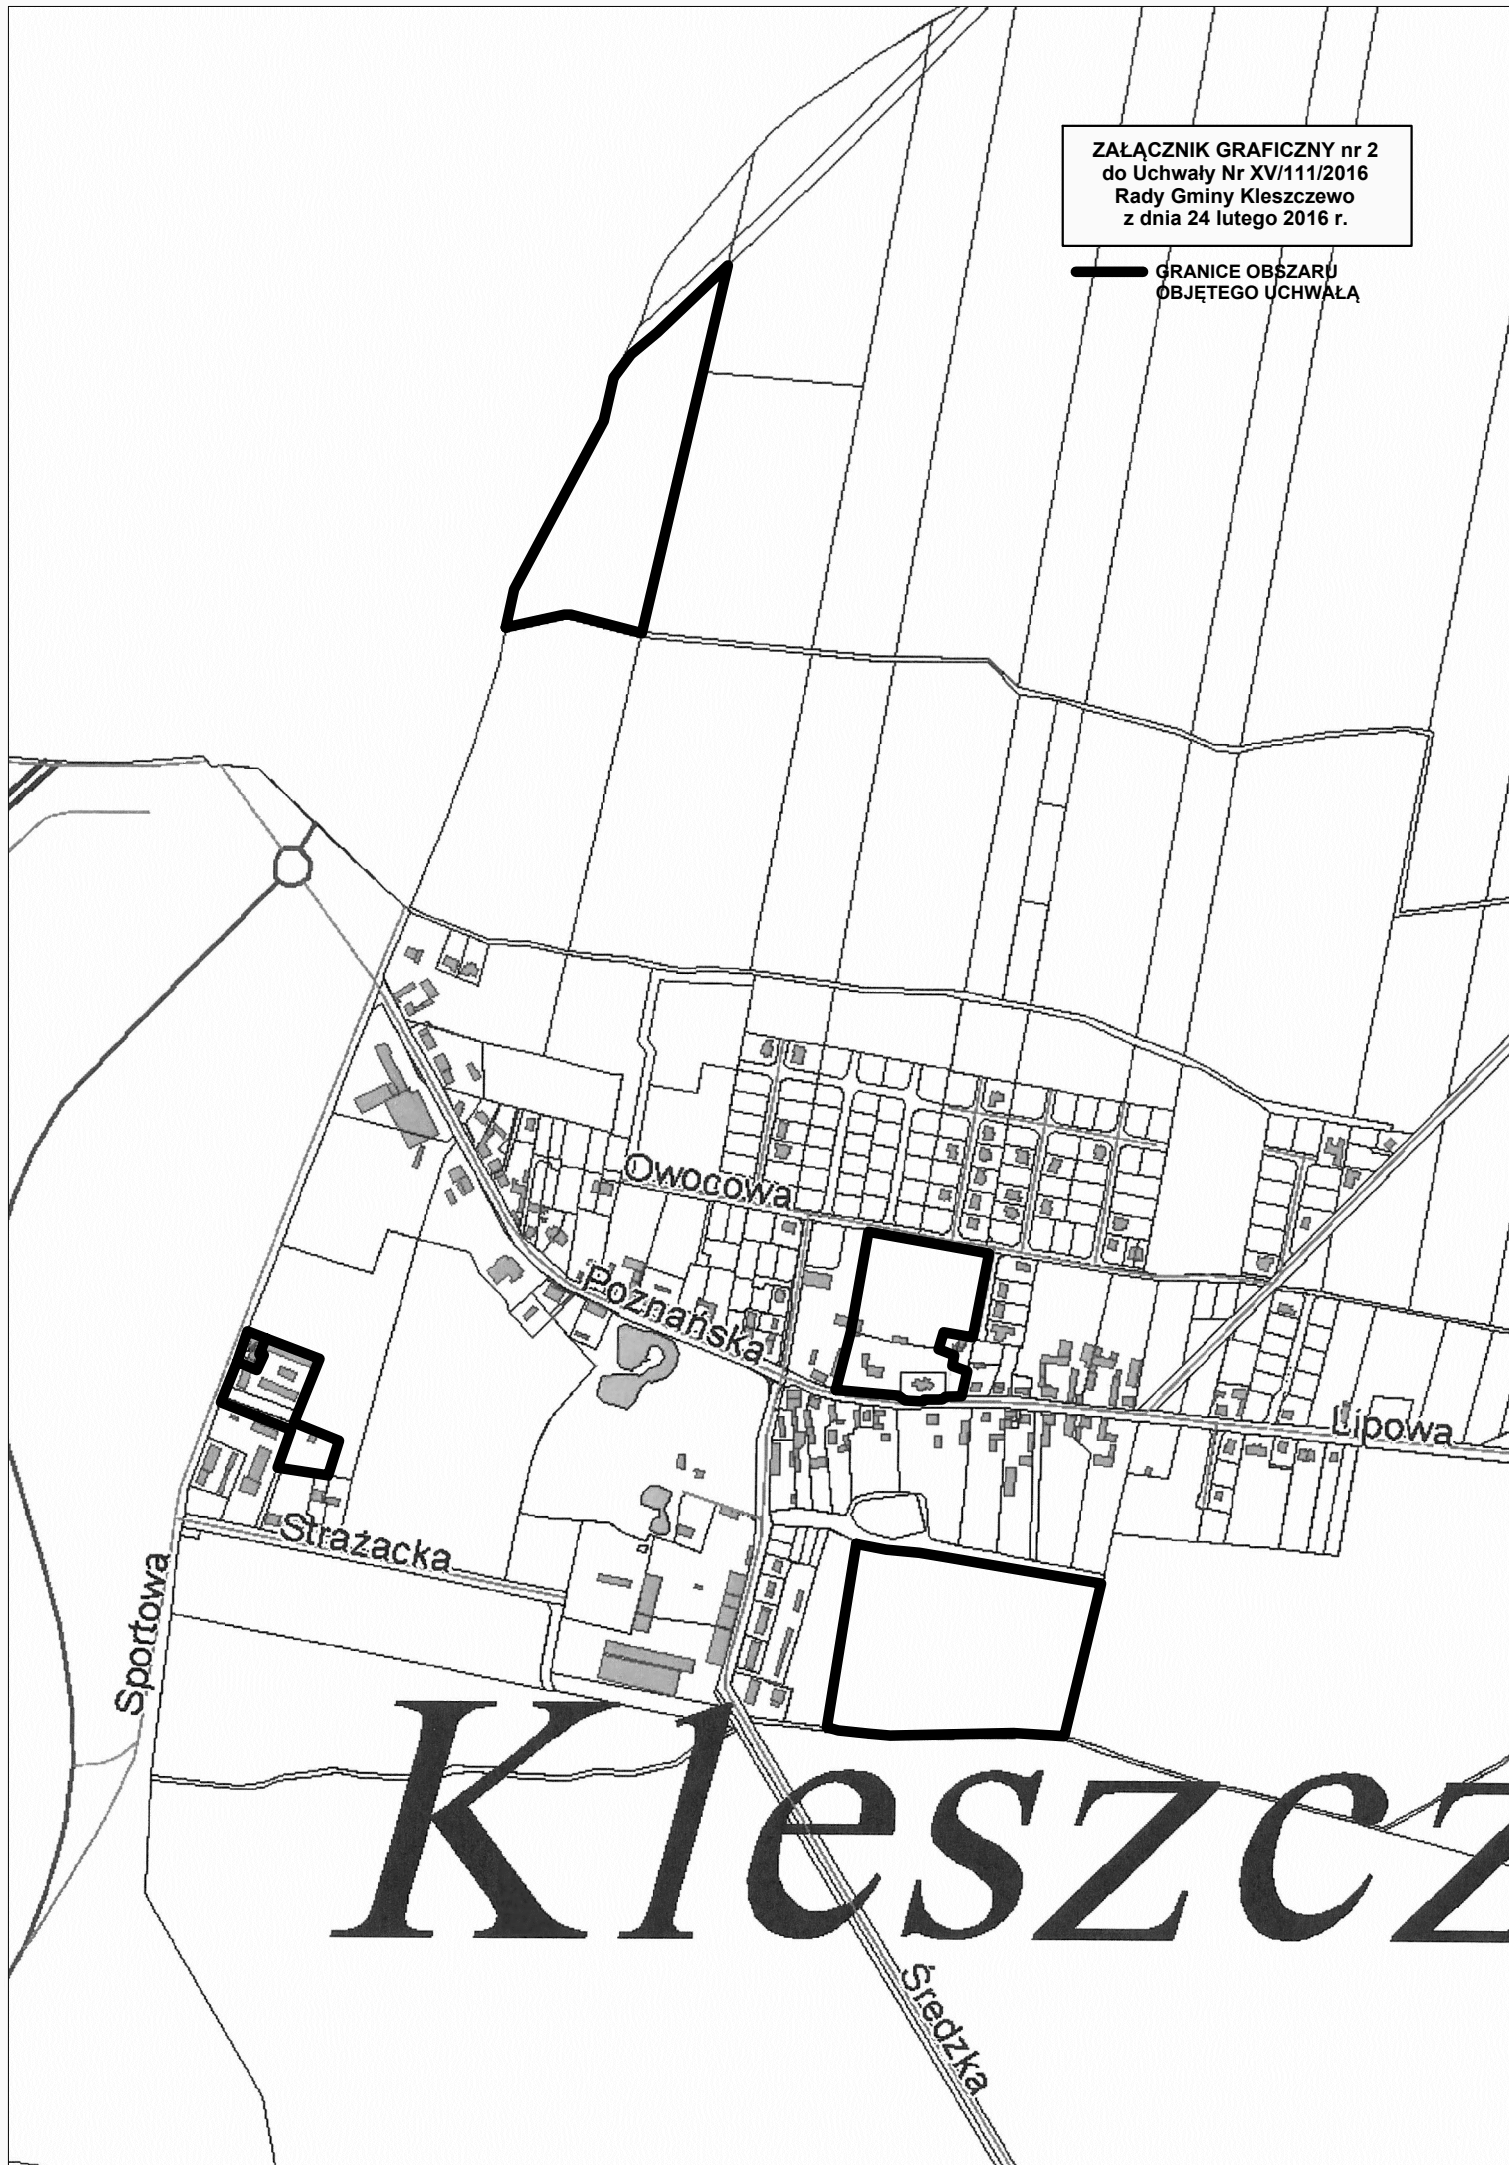 ZAŁĄCZNIK GRAFICZNY nr 2
do Uchwały Nr XV/111/2016
Rady Gminy Kleszczewo
z dnia 24 lutego 2016 r.
GRANICE OBSZARU
OBJĘTEGO UCHWAŁĄ
Owocowa
Poznańska
Lipowa
Strażacka
Sportowa
Kleszcz
Średzka